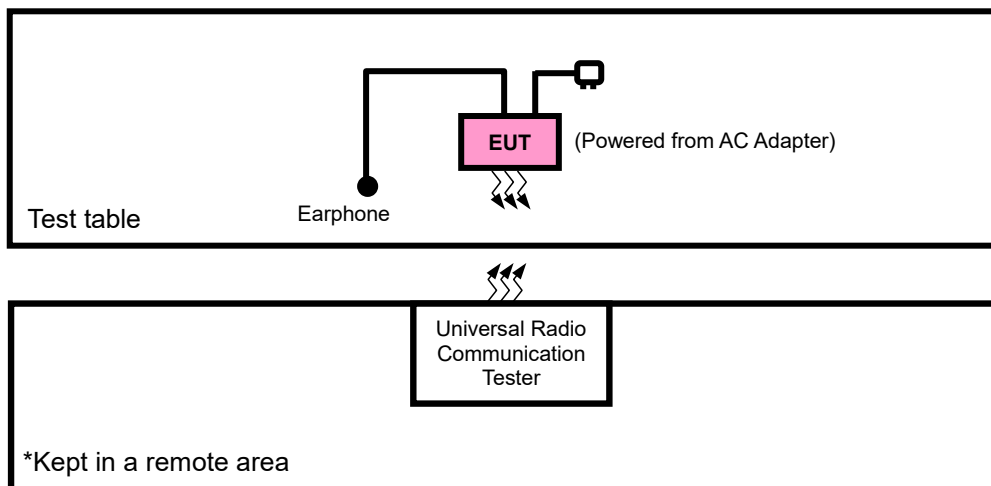 EUT
(Powered from AC Adapter)
Earphone
Test table
Universal Radio
Communication
Tester
*Kept in a remote area